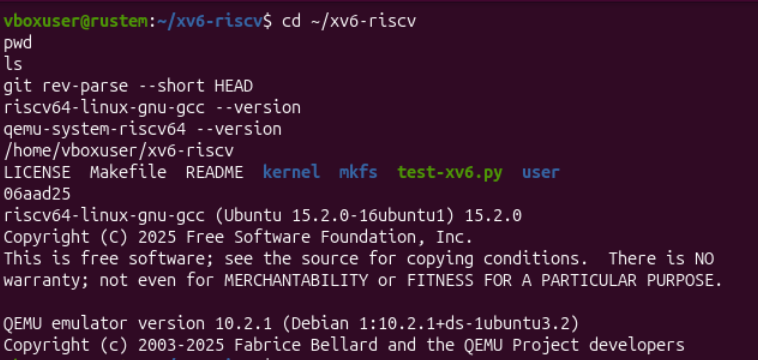 vboxuser@rustem:~/xv6-riscv$ cd ~/xv6-riscv
pwd
ls
git rev-parse --short HEAD
riscv64-linux-gnu-gcc --version
qemu-system-riscv64 --version
/home/vboxuser/xv6-riscv
LICENSE  Makefile  README  kernel  mkfs  test-xv6.py  user
06aad25
riscv64-linux-gnu-gcc (Ubuntu 15.2.0-16ubuntu1) 15.2.0
Copyright (C) 2025 Free Software Foundation, Inc.
This is free software; see the source for copying conditions.  There is NO
warranty; not even for MERCHANTABILITY or FITNESS FOR A PARTICULAR PURPOSE.

QEMU emulator version 10.2.1 (Debian 1:10.2.1+ds-1ubuntu3.2)
Copyright (c) 2003-2025 Fabrice Bellard and the QEMU Project developers